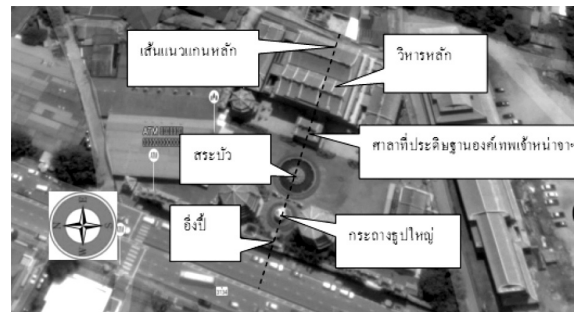 เส้นแนวแกนหลัก
วิหารหลัก
ATM
ศาลาที่ประดิษฐานองค์เทพเจ้าหน่าจาฯ
สระบัว
อิ่งปี้
กระถางธูปใหญ่